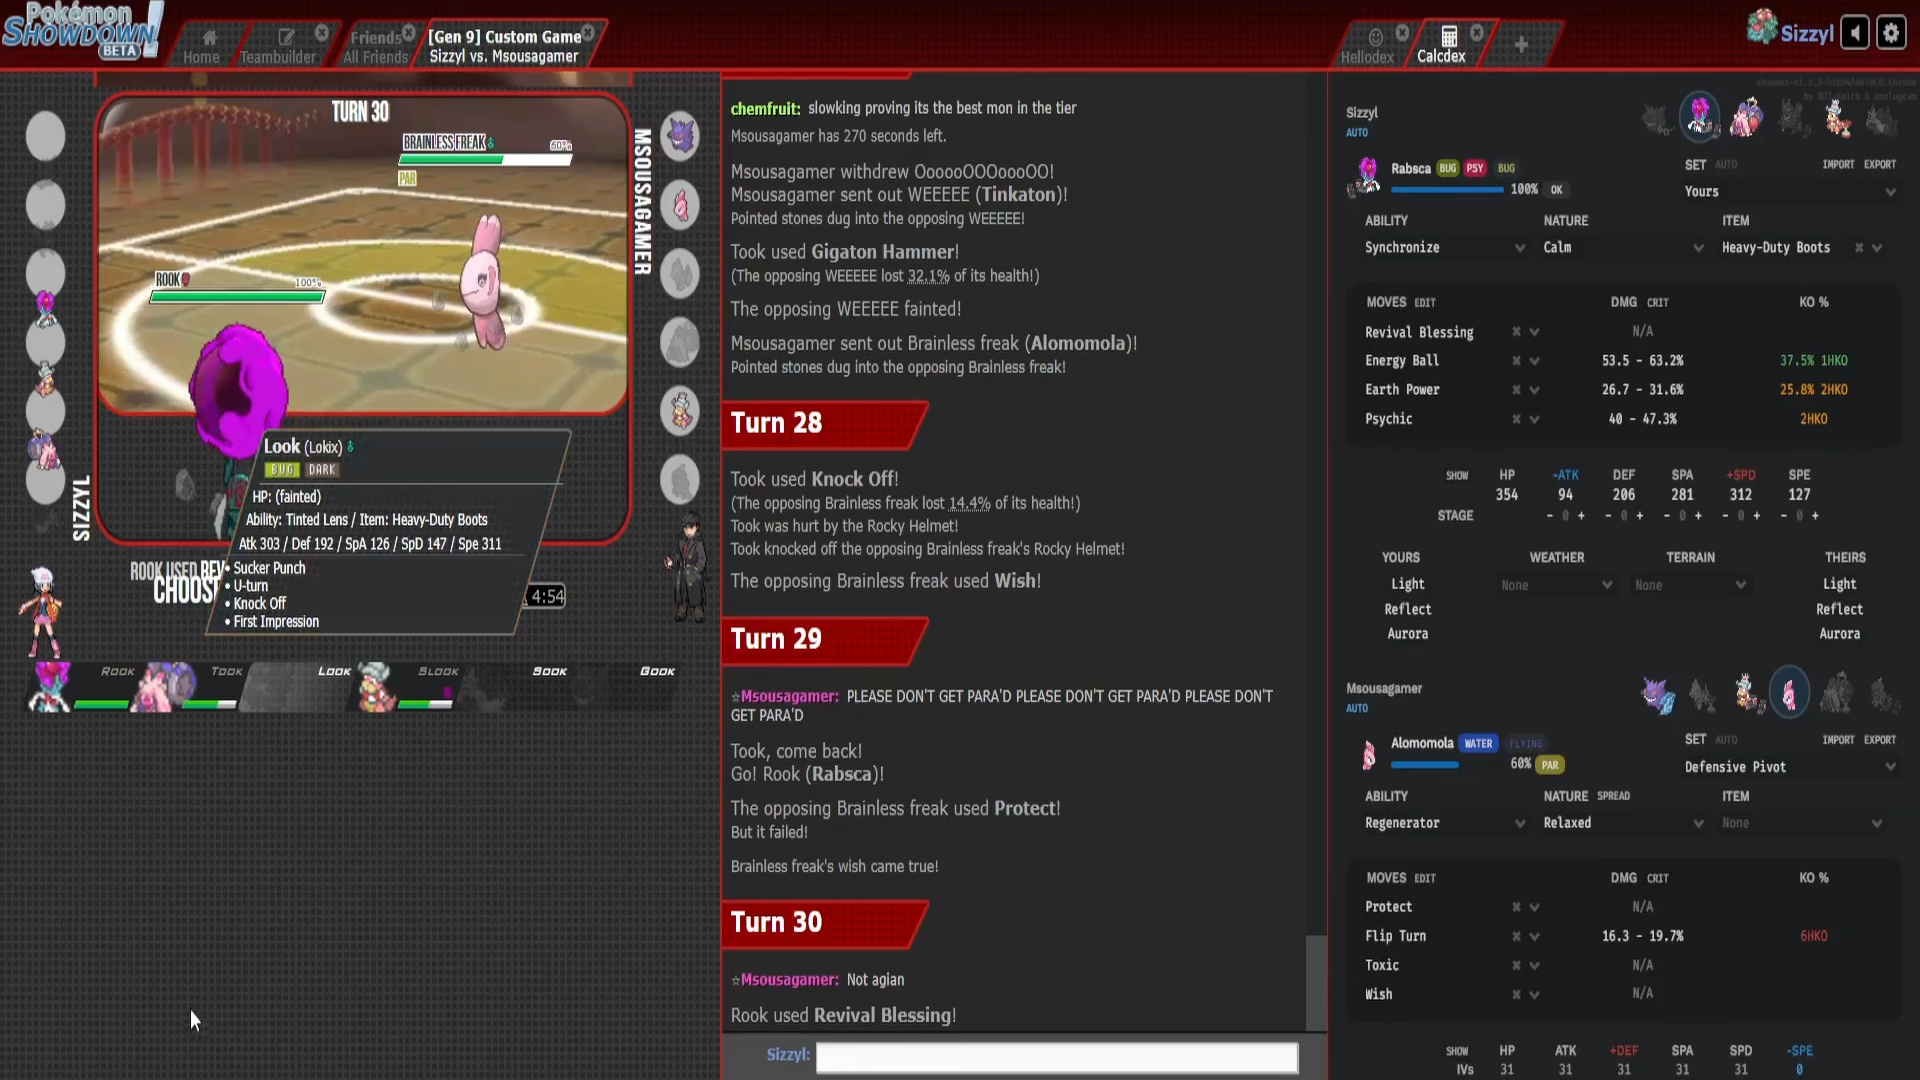 Pokémon
SHOWDOWN!
BETA
Home
Teambuilder
Friends
All Friends
[Gen 9] Custom Game
Sizzyl vs. Msousagamer
Hellodex
Calcdex
Sizzyl
TURN 30
BRAINLESS FREAK
60%
PAR
ROOK
100%
MSOUSAGAMER
SIZZYL
Look (Lokix)
BUG DARK
HP: (fainted)
Ability: Tinted Lens / Item: Heavy-Duty Boots
Atk 303 / Def 192 / SpA 126 / SpD 147 / Spe 311
• Sucker Punch
• U-turn
• Knock Off
• First Impression
ROOK USED REV
CHOOS
4:54
ROOK
TOOK
LOOK
SLOOK
SOOK
GOOK
chemfruit: slowking proving its the best mon in the tier
Msousagamer has 270 seconds left.
Msousagamer withdrew OooooOOOoooOO!
Msousagamer sent out WEEEEE (Tinkaton)!
Pointed stones dug into the opposing WEEEEE!
Took used Gigaton Hammer!
(The opposing WEEEEE lost 32.1% of its health!)
The opposing WEEEEE fainted!
Msousagamer sent out Brainless freak (Alomomola)!
Pointed stones dug into the opposing Brainless freak!
Turn 28
Took used Knock Off!
(The opposing Brainless freak lost 14.4% of its health!)
Took was hurt by the Rocky Helmet!
Took knocked off the opposing Brainless freak's Rocky Helmet!
The opposing Brainless freak used Wish!
Turn 29
☆Msousagamer: PLEASE DON'T GET PARA'D PLEASE DON'T GET PARA'D PLEASE DON'T
GET PARA'D
Took, come back!
Go! Rook (Rabsca)!
The opposing Brainless freak used Protect!
But it failed!
Brainless freak's wish came true!
Turn 30
☆Msousagamer: Not agian
Rook used Revival Blessing!
Sizzyl:
Sizzyl
AUTO
Rabsca BUG PSY BUG
100% OK
SET AUTO IMPORT EXPORT
Yours
ABILITY NATURE ITEM
Synchronize Calm Heavy-Duty Boots
MOVES EDIT DMG CRIT KO %
Revival Blessing N/A
Energy Ball 53.5 - 63.2% 37.5% 1HKO
Earth Power 26.7 - 31.6% 25.8% 2HKO
Psychic 40 - 47.3% 2HKO
SHOW HP -ATK DEF SPA +SPD SPE
354 94 206 281 312 127
STAGE - 0 + - 0 + - 0 + - 0 + - 0 +
YOURS WEATHER TERRAIN THEIRS
Light None None Light
Reflect Reflect
Aurora Aurora
Msousagamer
AUTO
Alomomola WATER FLYING
60% PAR
SET AUTO IMPORT EXPORT
Defensive Pivot
ABILITY NATURE SPREAD ITEM
Regenerator Relaxed None
MOVES EDIT DMG CRIT KO %
Protect N/A
Flip Turn 16.3 - 19.7% 6HKO
Toxic N/A
Wish N/A
SHOW HP ATK +DEF SPA SPD -SPE
IVs 31 31 31 31 31 0